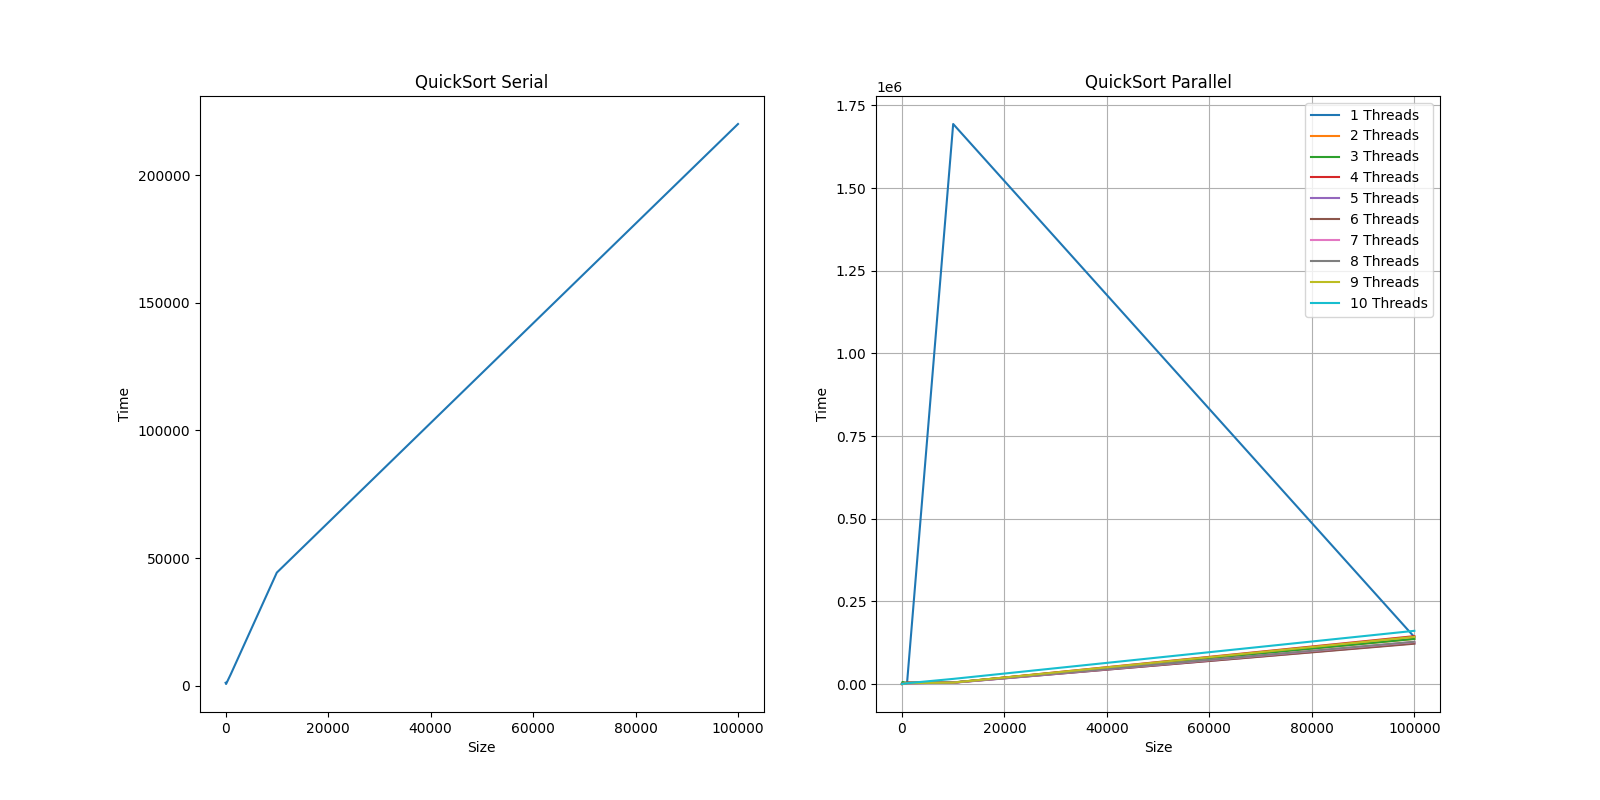 QuickSort Serial
Time
200000
150000
100000
50000
0
0 20000 40000 60000 80000 100000
Size
QuickSort Parallel
1e6
Time
1.75
1.50
1.25
1.00
0.75
0.50
0.25
0.00
0 20000 40000 60000 80000 100000
Size
1 Threads
2 Threads
3 Threads
4 Threads
5 Threads
6 Threads
7 Threads
8 Threads
9 Threads
10 Threads